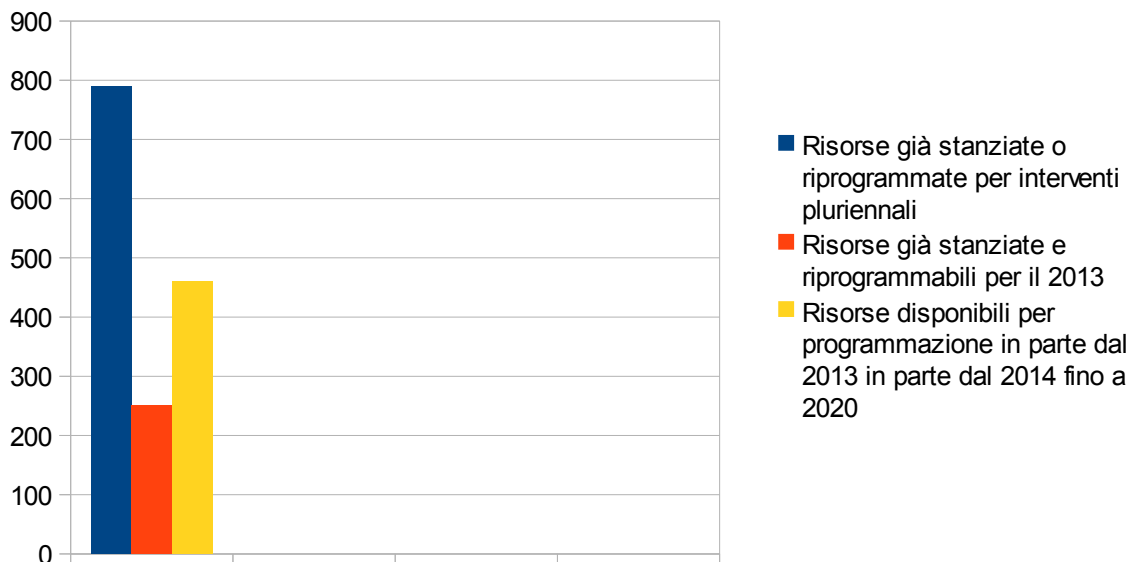 900
800
700
600
500
400
300
200
100
0
Risorse già stanziate o
riprogrammate per interventi
pluriennali
Risorse già stanziate e
riprogrammabili per il 2013
Risorse disponibili per
programmazione in parte dal
2013 in parte dal 2014 fino a
2020